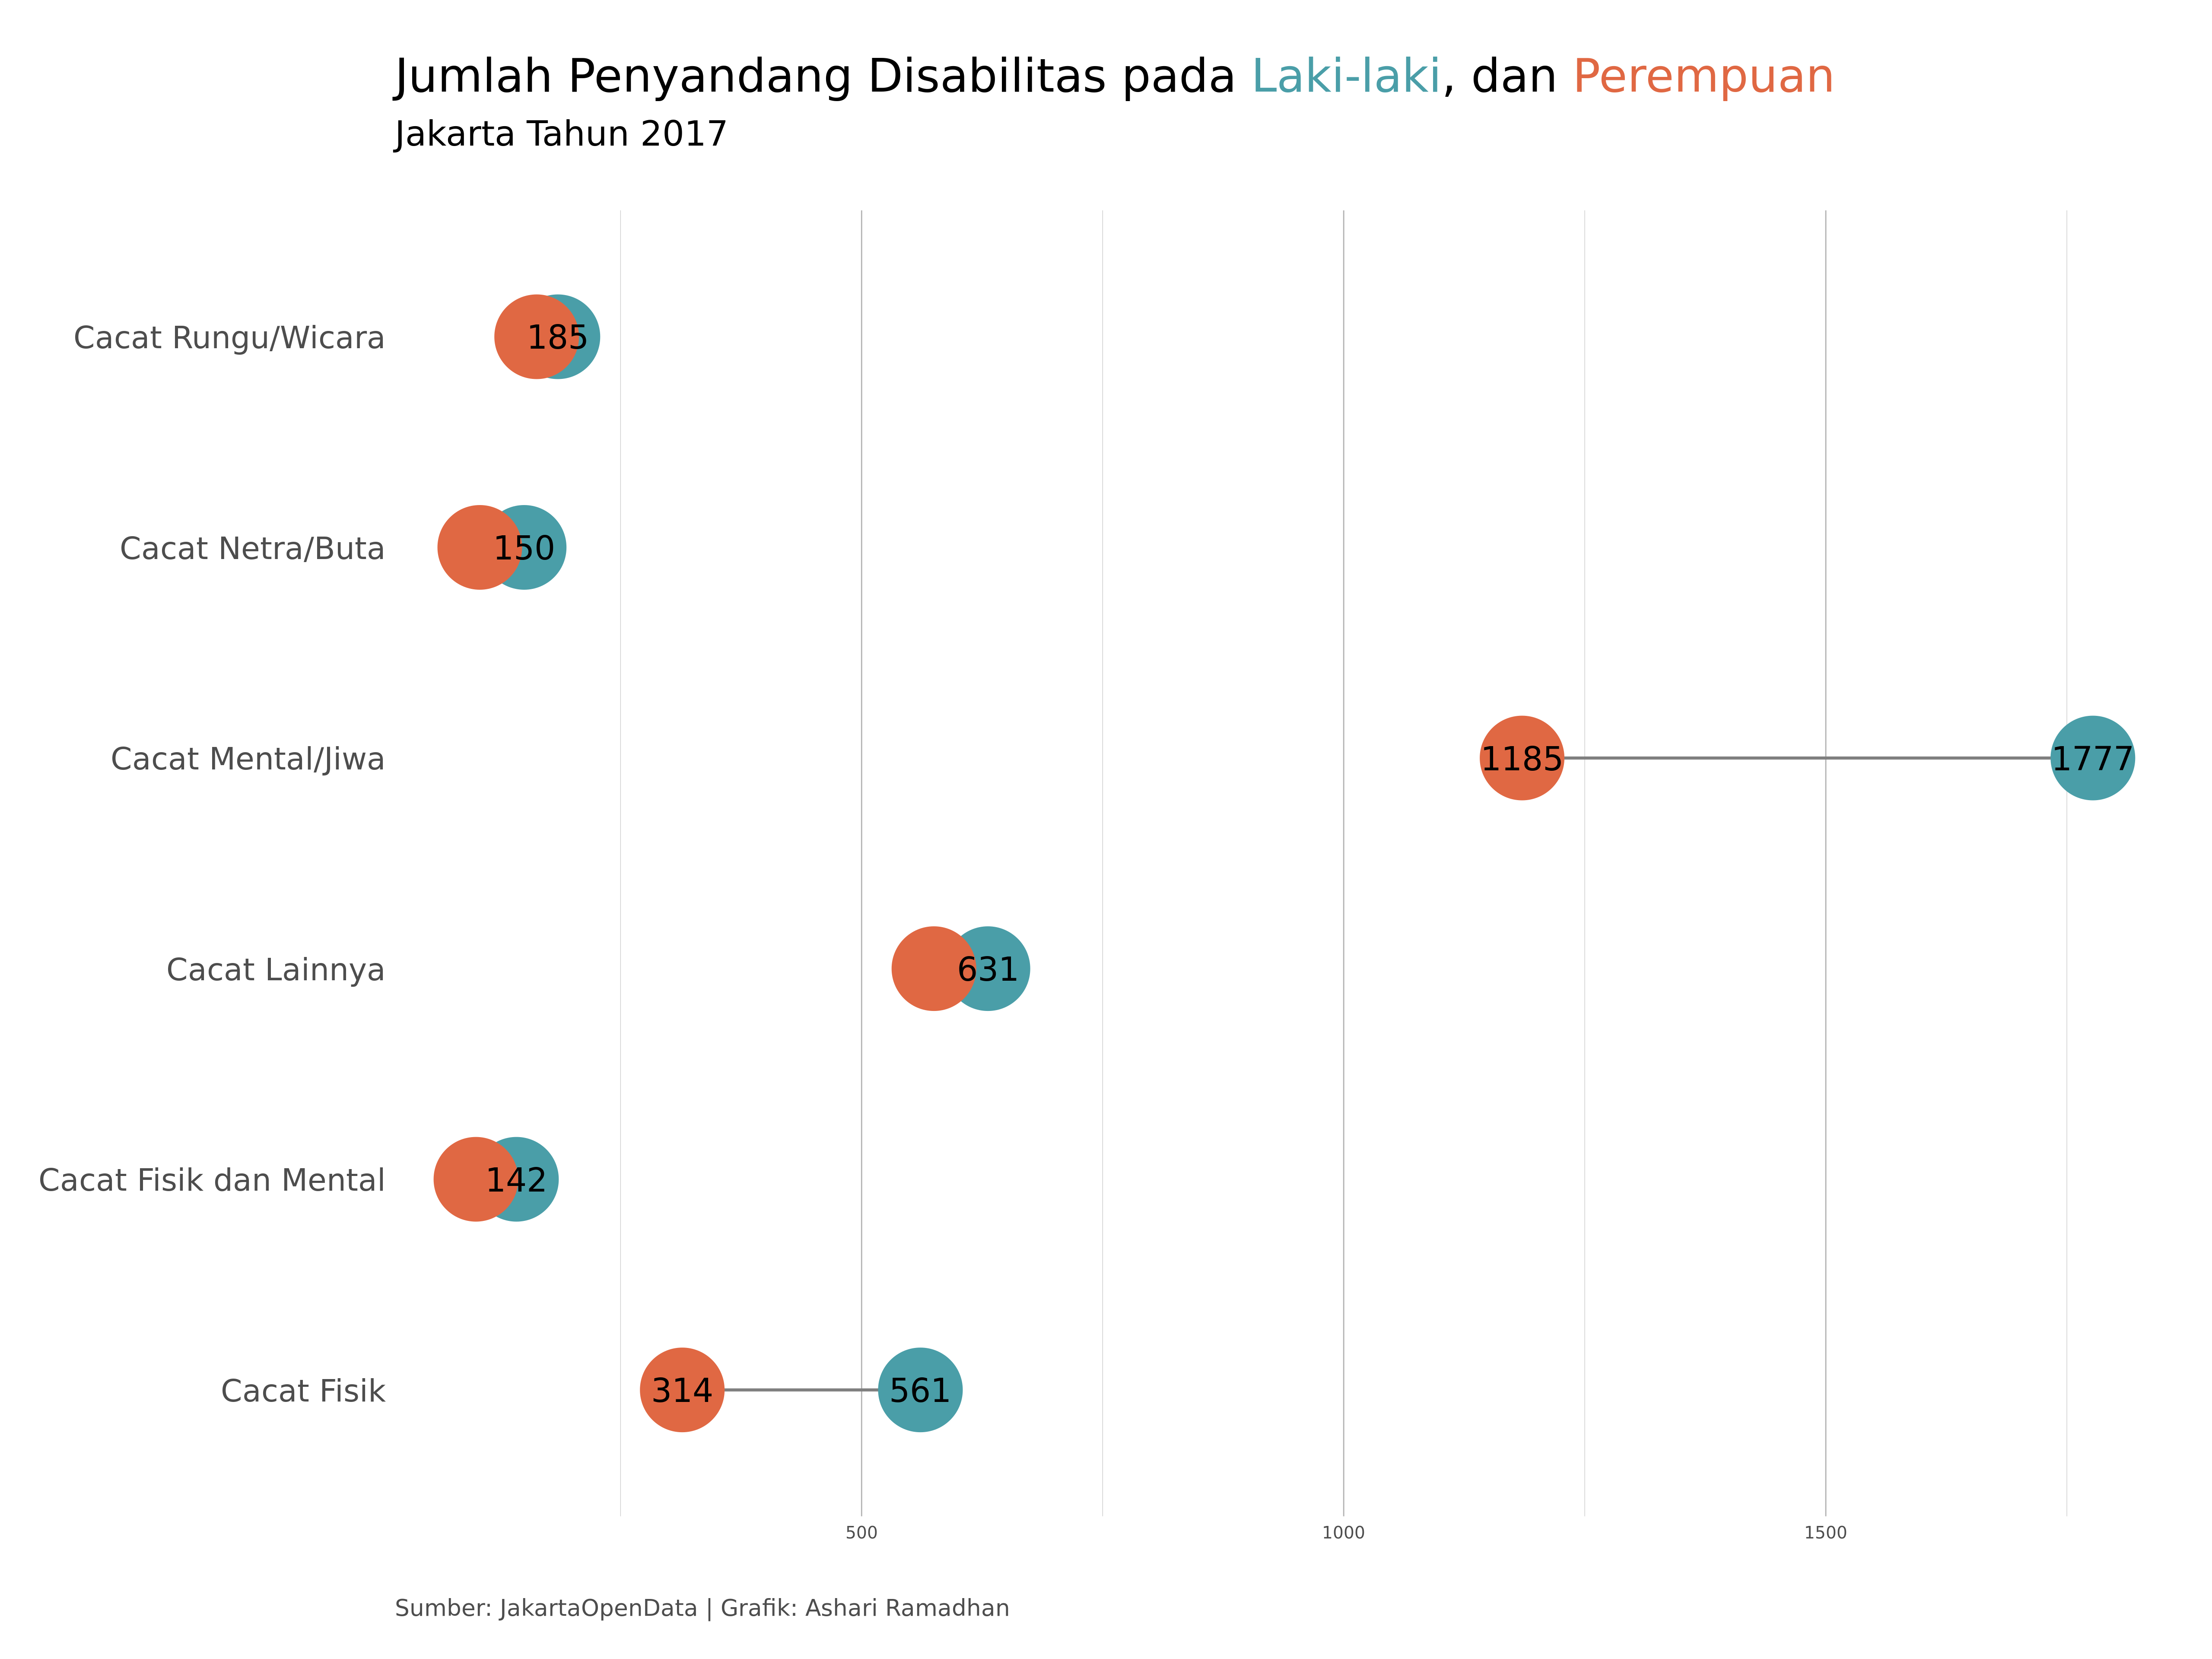 Jumlah Penyandang Disabilitas pada Laki-laki, dan Perempuan
Jakarta Tahun 2017
Cacat Rungu/Wicara
185
Cacat Netra/Buta
150
Cacat Mental/Jiwa
1185
1777
Cacat Lainnya
631
Cacat Fisik dan Mental
142
Cacat Fisik
314
561
500
1000
1500
Sumber: JakartaOpenData | Grafik: Ashari Ramadhan